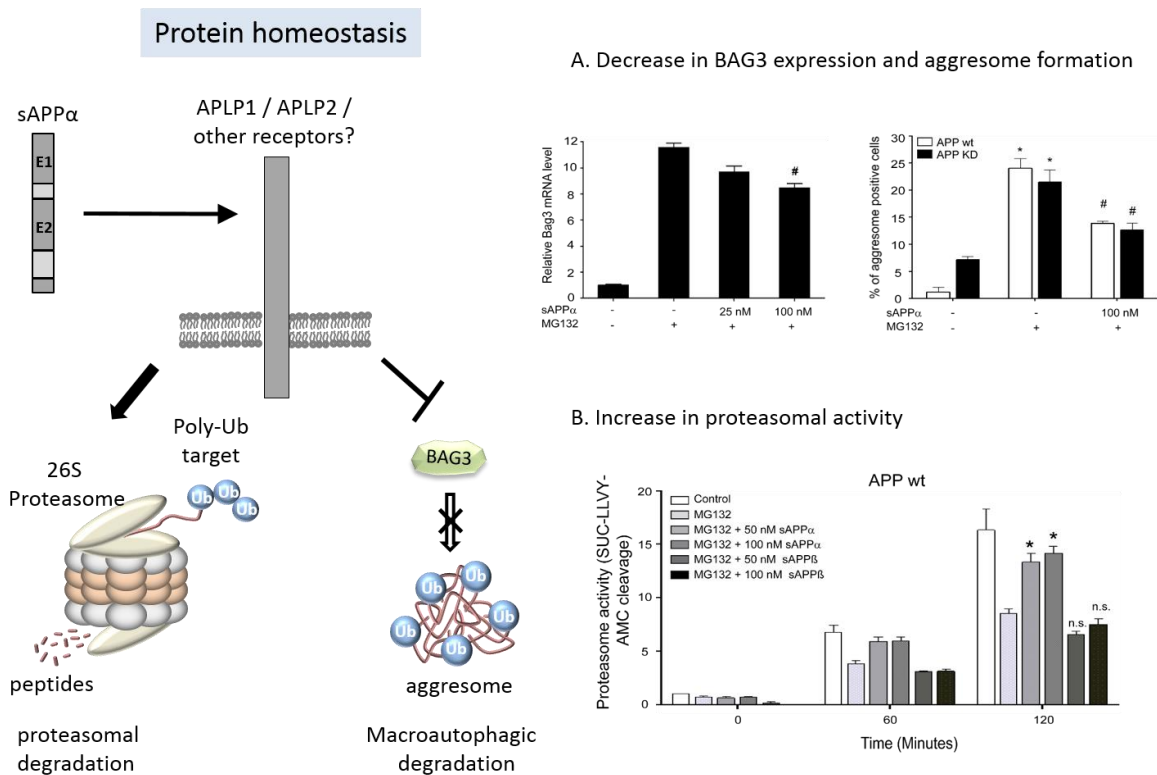 Protein homeostasis
sAPPα
E1
E2
APLP1 / APLP2 /
other receptors?
Poly-Ub
target
26S
Proteasome
Ub
Ub
Ub
peptides
proteasomal
degradation
BAG3
Ub
Ub
Ub
Ub
Ub
aggresome
Macroautophagic
degradation
A. Decrease in BAG3 expression and aggresome formation
Relative Bag3 mRNA level
12
10
8
6
4
2
0
#
sAPPα - - 25 nM 100 nM
MG132 - + + +
% of aggresome positive cells
30
25
20
15
10
5
0
APP wt
APP KD
* *
# #
sAPPα - - 100 nM
MG132 - + +
B. Increase in proteasomal activity
APP wt
Proteasome activity (SUC-LLVY-
AMC cleavage)
20
15
10
5
0
Control
MG132
MG132 + 50 nM sAPPα
MG132 + 100 nM sAPPα
MG132 + 50 nM sAPPß
MG132 + 100 nM sAPPß
* *
n.s. n.s.
0 60 120
Time (Minutes)